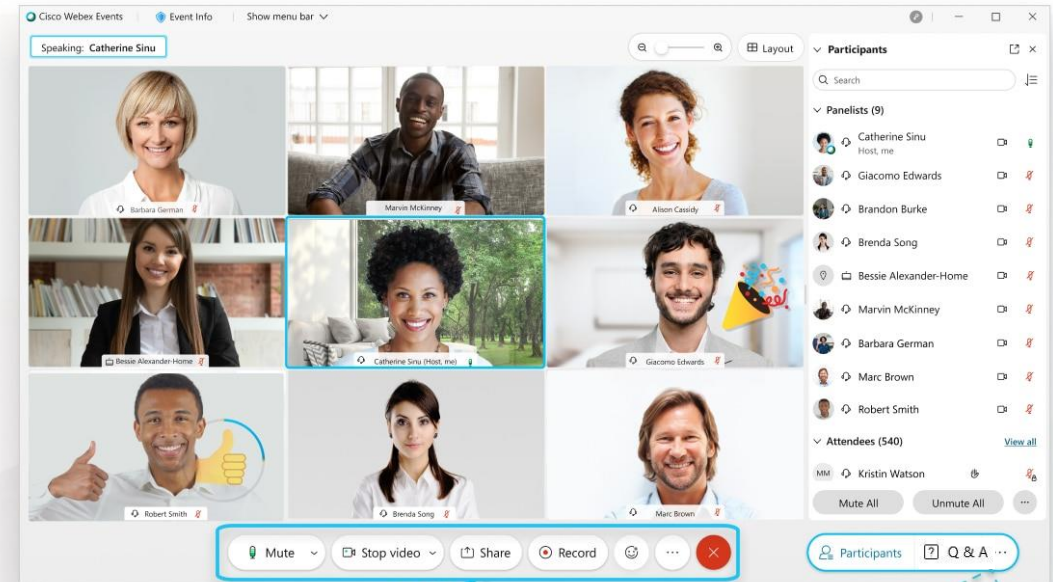 Cisco Webex Events
Event Info
Show menu bar
Speaking: Catherine Sinu
Layout
Barbara German
Marvin McKinney
Alison Cassidy
Bessie Alexander-Home
Catherine Sinu (Host, me)
Giacomo Edwards
Robert Smith
Brenda Song
Marc Brown
Mute
Stop video
Share
Record
Participants
Search
Panelists (9)
Catherine Sinu
Host, me
Giacomo Edwards
Brandon Burke
Brenda Song
Bessie Alexander-Home
Marvin McKinney
Barbara German
Marc Brown
Robert Smith
Attendees (540) View all
MM Kristin Watson
Mute All Unmute All
Participants ? Q & A